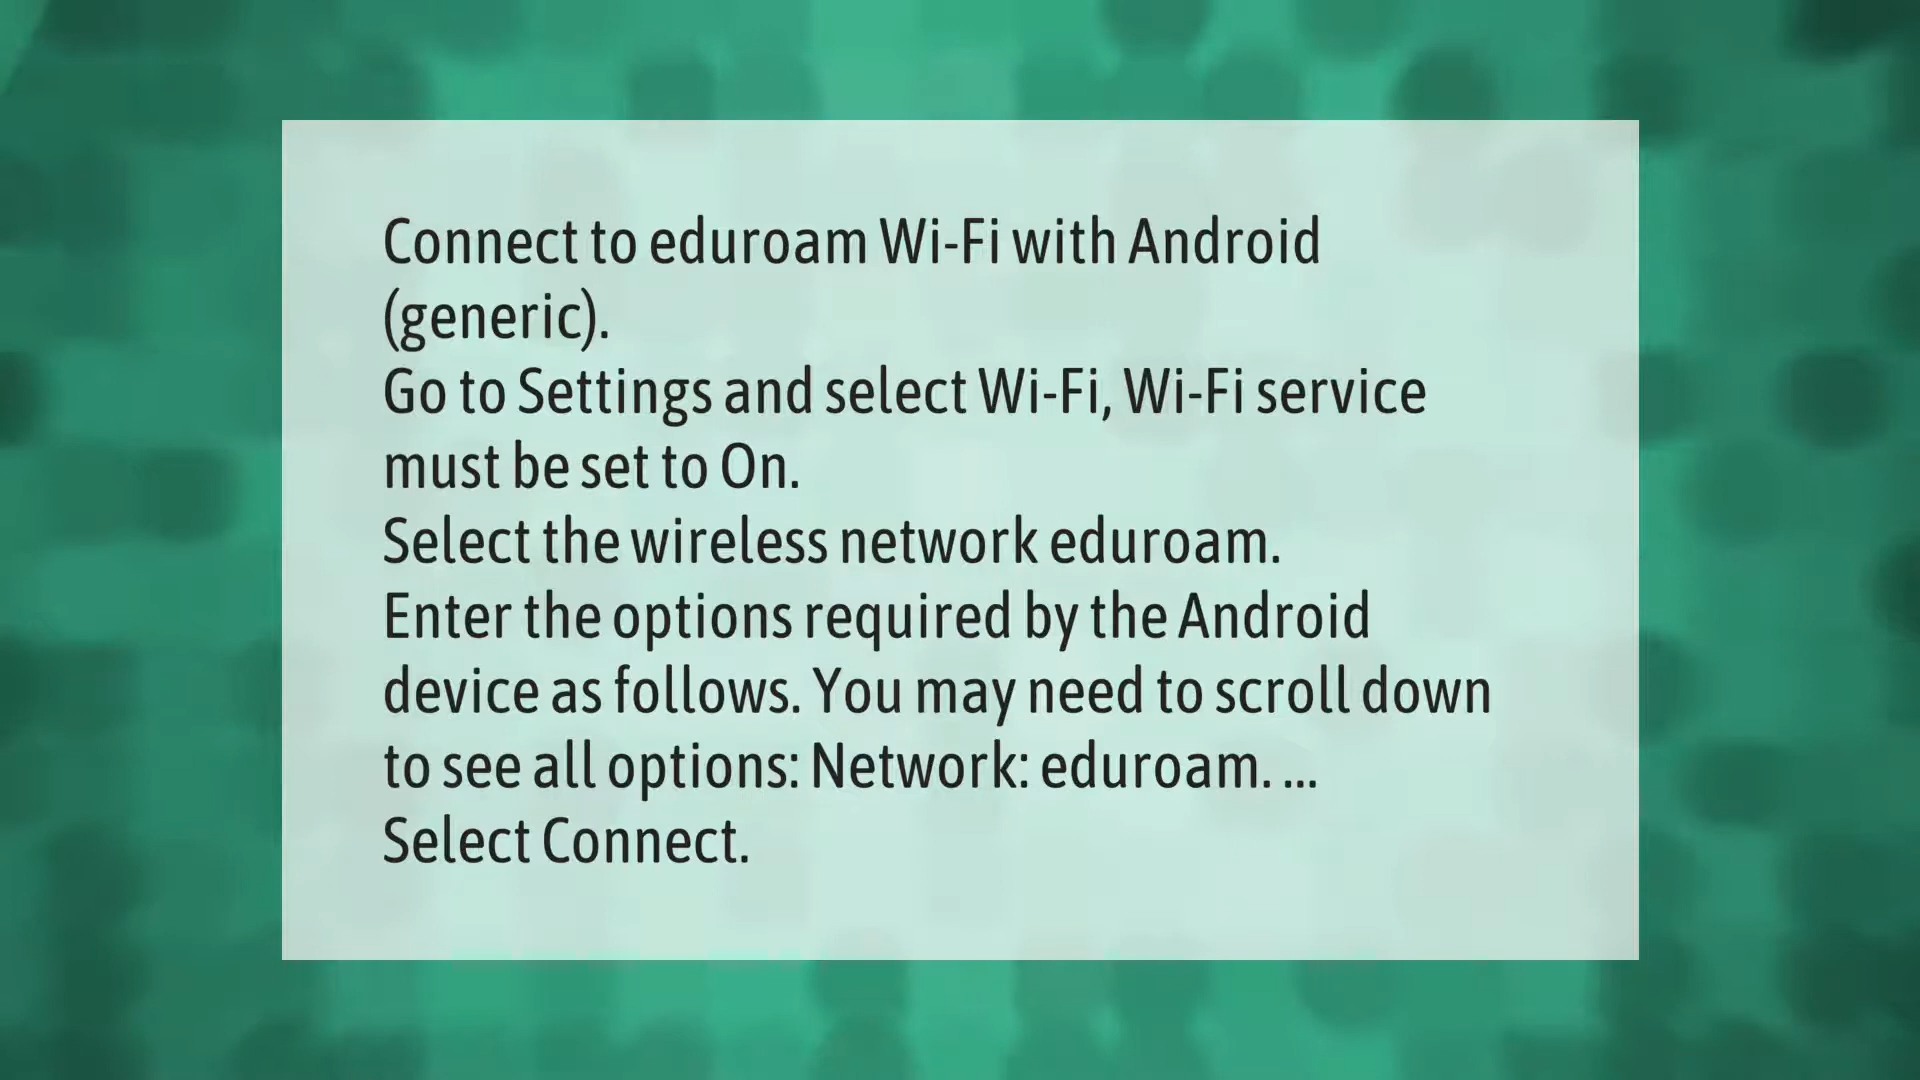 Connect to eduroam Wi-Fi with Android
(generic).
Go to Settings and select Wi-Fi, Wi-Fi service
must be set to On.
Select the wireless network eduroam.
Enter the options required by the Android
device as follows. You may need to scroll down
to see all options: Network: eduroam. ...
Select Connect.